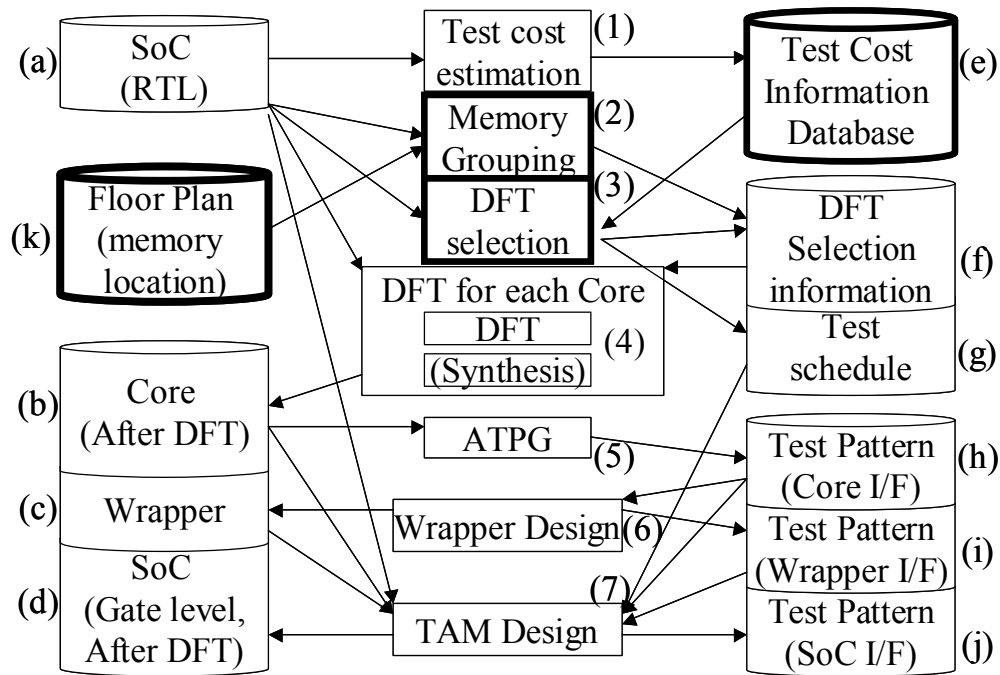 (a)
SoC
(RTL)
Test cost
estimation
(1)
Test Cost
Information
Database
(e)
Memory
Grouping
(2)
DFT
selection
(3)
(k)
Floor Plan
(memory
location)
DFT
Selection
information
(f)
DFT for each Core
DFT
(Synthesis)
(4)
Test
schedule
(g)
(b)
Core
(After DFT)
ATPG
(5)
Test Pattern
(Core I/F)
(h)
(c)
Wrapper
Wrapper Design
(6)
Test Pattern
(Wrapper I/F)
(i)
(d)
SoC
(Gate level,
After DFT)
TAM Design
(7)
Test Pattern
(SoC I/F)
(j)